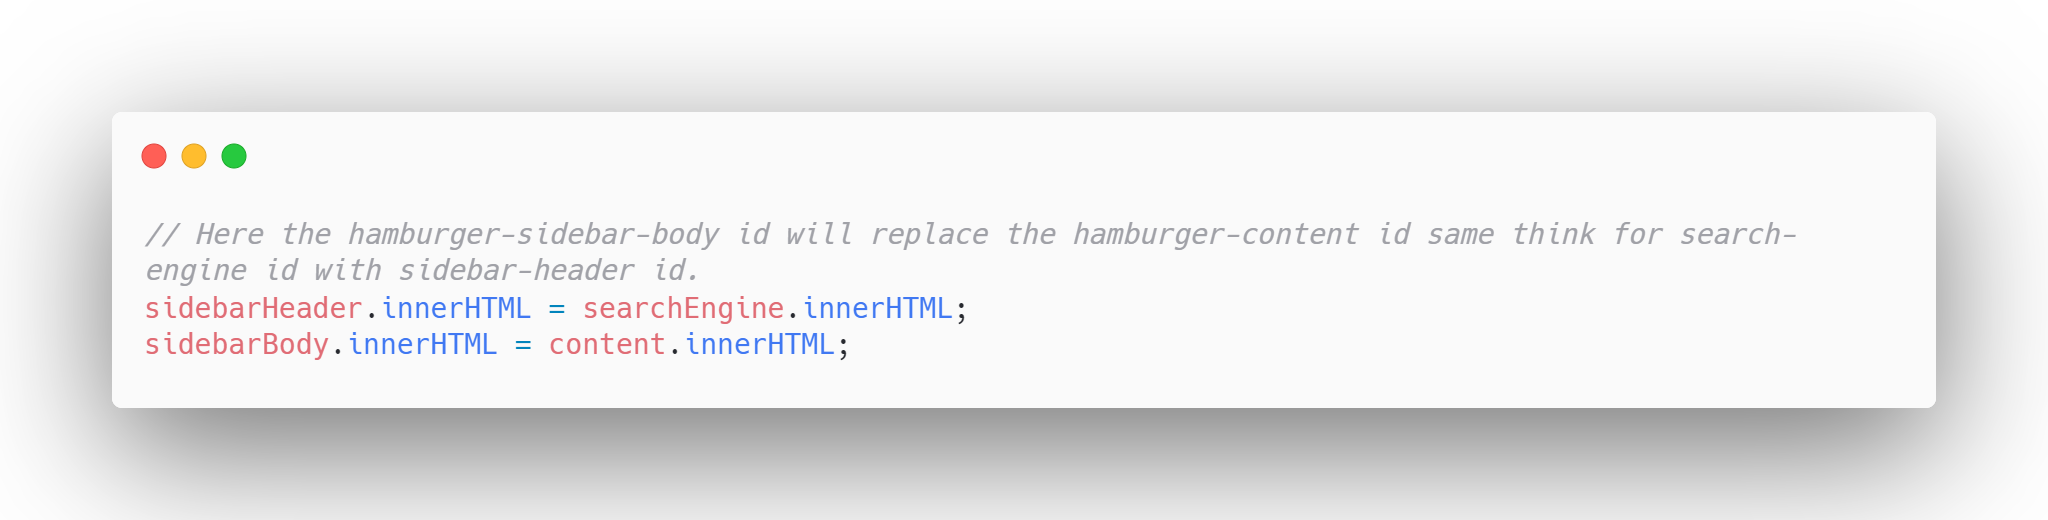 // Here the hamburger-sidebar-body id will replace the hamburger-content id same think for search-
engine id with sidebar-header id.
sidebarHeader.innerHTML = searchEngine.innerHTML;
sidebarBody.innerHTML = content.innerHTML;